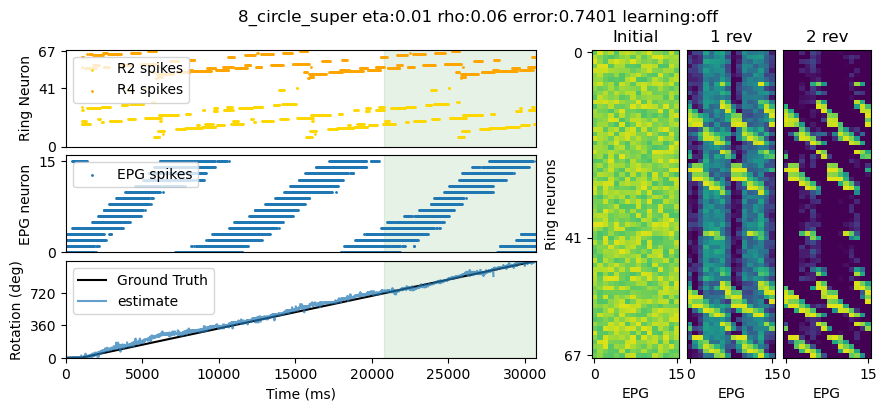 8_circle_super eta:0.01 rho:0.06 error:0.7401 learning:off
Ring Neuron
67
41
0
R2 spikes
R4 spikes
EPG neuron
15
0
EPG spikes
Rotation (deg)
720
360
0
Ground Truth
estimate
0 5000 10000 15000 20000 25000 30000
Time (ms)
Initial 1 rev 2 rev
Ring neurons
0
41
67
0 15 0 15 0 15
EPG EPG EPG